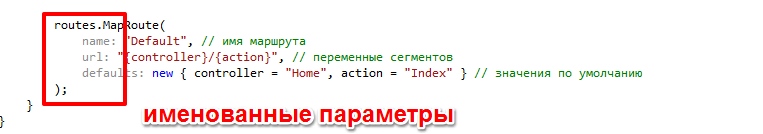 routes.MapRoute(
name: "Default", // имя маршрута
url: "{controller}/{action}", // переменные сегментов
defaults: new { controller = "Home", action = "Index" } // значения по умолчанию
);
}
}
именованные параметры